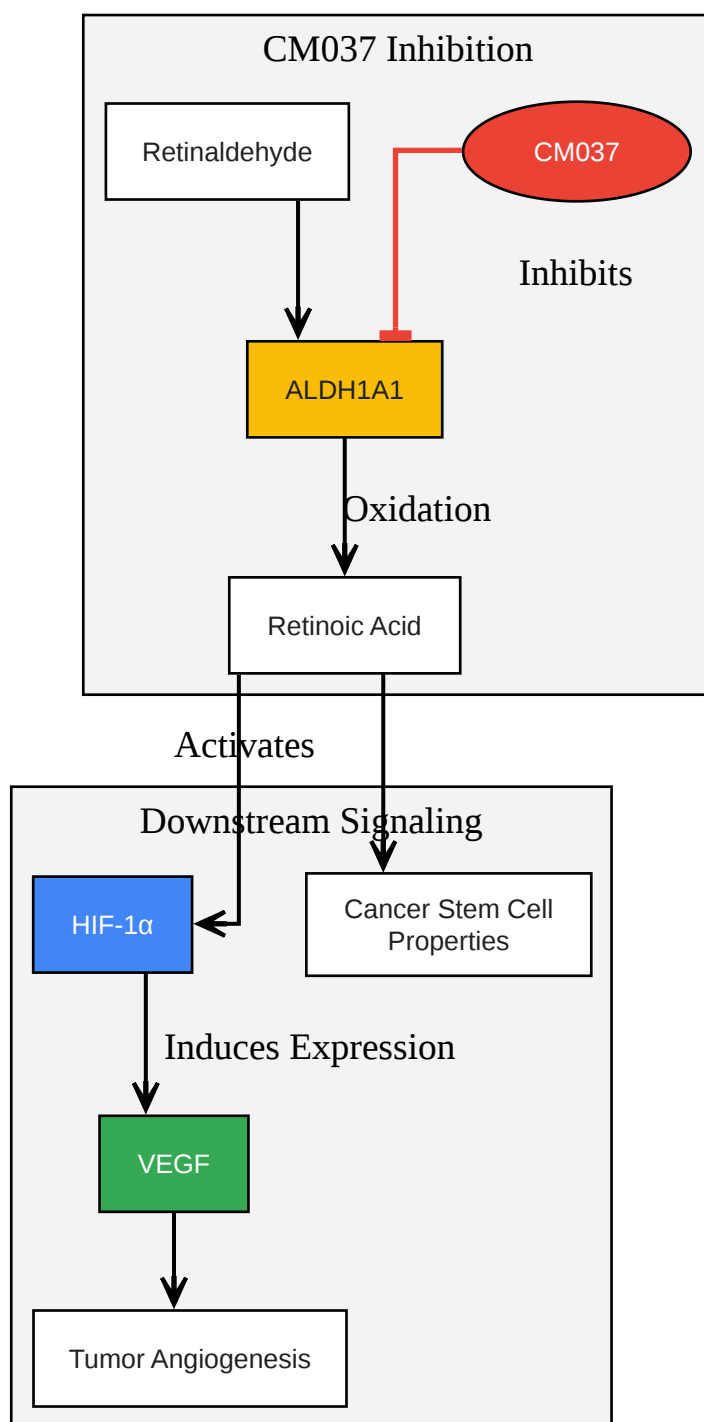 CM037 Inhibition
Retinaldehyde
CM037
Inhibits
ALDH1A1
Oxidation
Retinoic Acid
Activates
Downstream Signaling
HIF-1α
Cancer Stem Cell
Properties
Induces Expression
VEGF
Tumor Angiogenesis